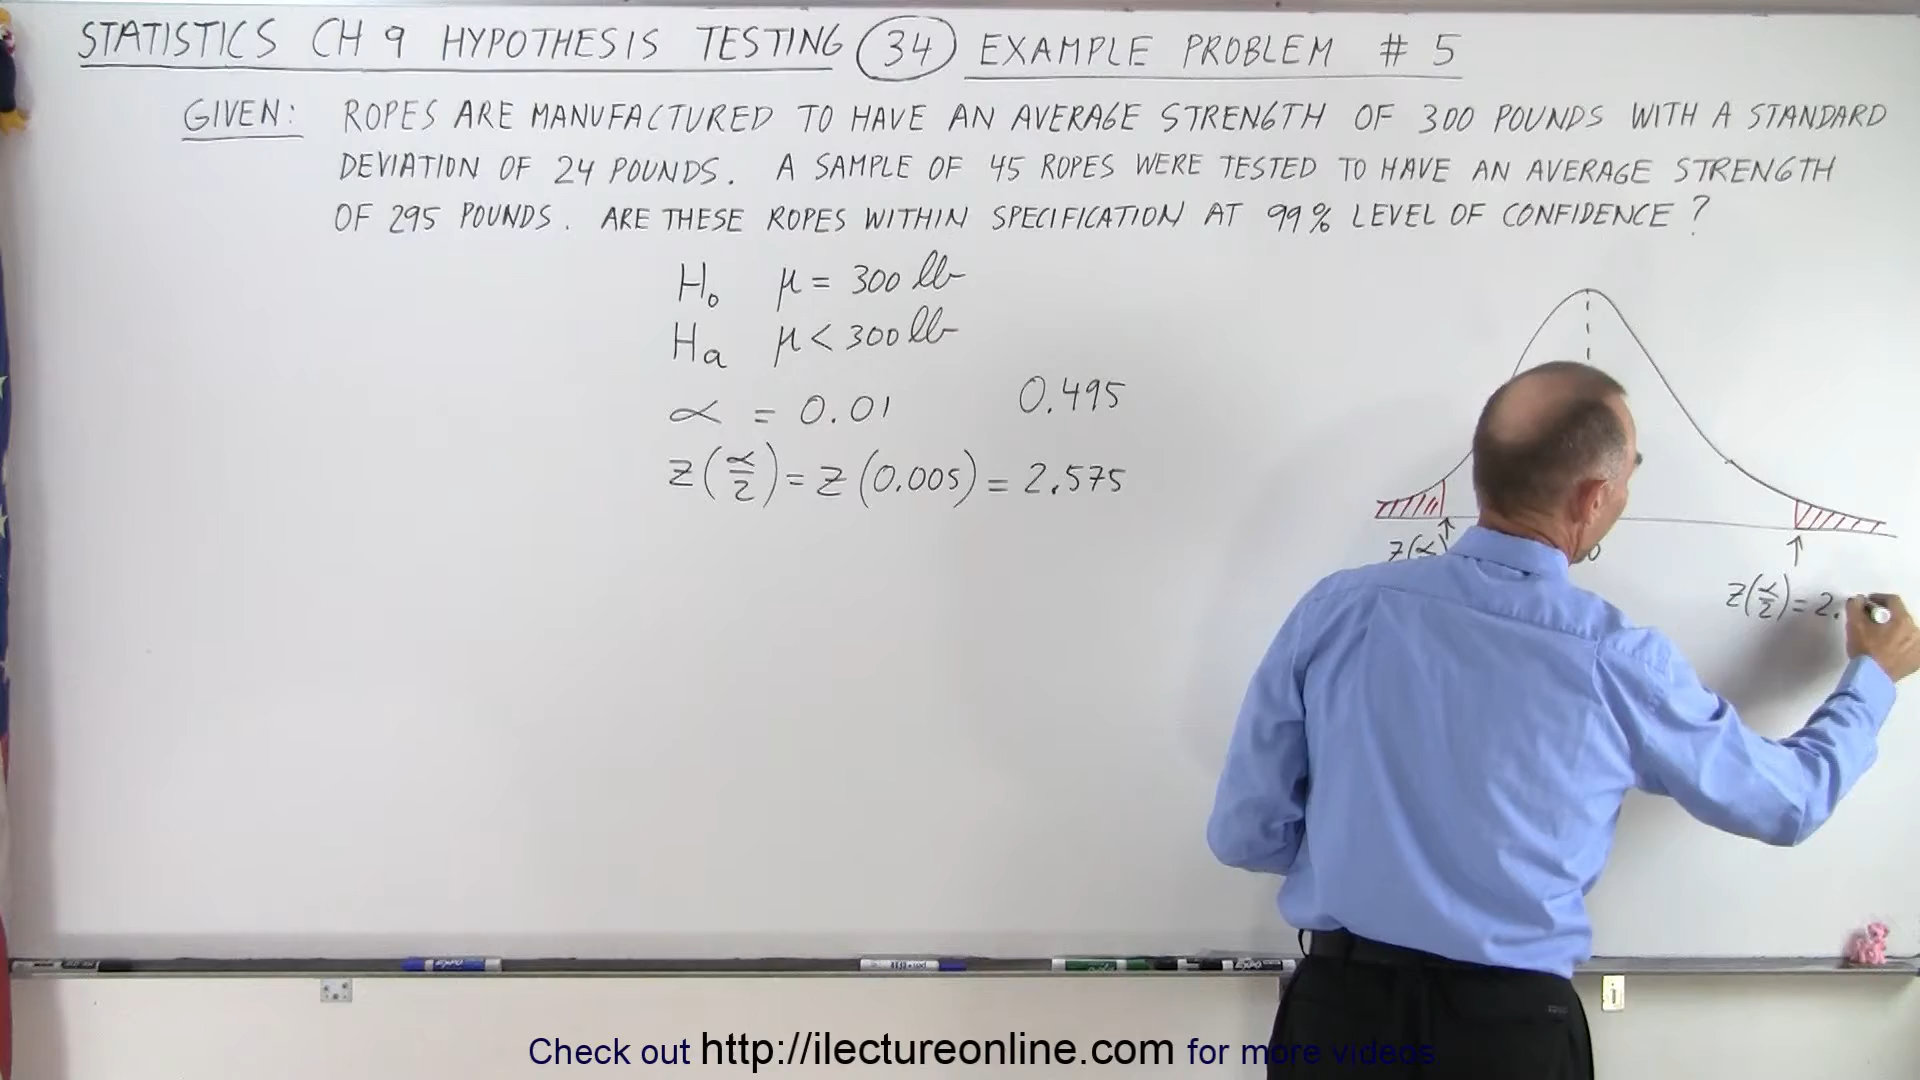 STATISTICS CH 9 HYPOTHESIS TESTING 34 EXAMPLE PROBLEM # 5
GIVEN: ROPES ARE MANUFACTURED TO HAVE AN AVERAGE STRENGTH OF 300 POUNDS WITH A STANDARD
DEVIATION OF 24 POUNDS. A SAMPLE OF 45 ROPES WERE TESTED TO HAVE AN AVERAGE STRENGTH
OF 295 POUNDS. ARE THESE ROPES WITHIN SPECIFICATION AT 99% LEVEL OF CONFIDENCE?
H₀ μ = 300 lb
Ha μ < 300 lb
0.495
α = 0.01
z(α/2) = z(0.005) = 2.575
z(α
0
z(α/2) = 2.
Check out http://ilectureonline.com for more videos